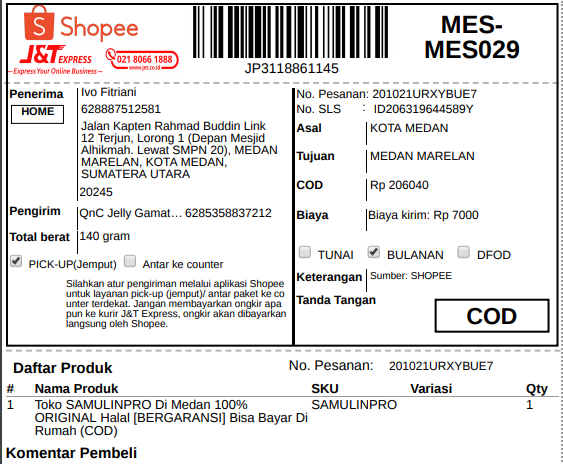 Shopee
J&T EXPRESS
Express Your Online Business
021 8066 1888
www.jet.co.id
JP3118861145
MES-
MES029
Penerima
HOME
Ivo Fitriani
628887512581
Jalan Kapten Rahmad Buddin Link
12 Terjun, Lorong 1 (Depan Mesjid
Alhikmah. Lewat SMPN 20), MEDAN
MARELAN, KOTA MEDAN,
SUMATERA UTARA
20245
Pengirim QnC Jelly Gamat... 6285358837212
Total berat 140 gram
PICK-UP(Jemput) Antar ke counter
Silahkan atur pengiriman melalui aplikasi Shopee
untuk layanan pick-up (jemput)/ antar paket ke co
unter terdekat. Jangan membayarkan ongkir apa
pun ke kurir J&T Express, ongkir akan dibayarkan
langsung oleh Shopee.
No. Pesanan: 201021URXYBUE7
No. SLS : ID206319644589Y
Asal KOTA MEDAN
Tujuan MEDAN MARELAN
COD Rp 206040
Biaya Biaya kirim: Rp 7000
TUNAI BULANAN DFOD
Keterangan Sumber: SHOPEE
Tanda Tangan
COD
Daftar Produk No. Pesanan: 201021URXYBUE7
# Nama Produk SKU Variasi Qty
1 Toko SAMULINPRO Di Medan 100% SAMULINPRO 1
ORIGINAL Halal [BERGARANSI] Bisa Bayar Di
Rumah (COD)
Komentar Pembeli